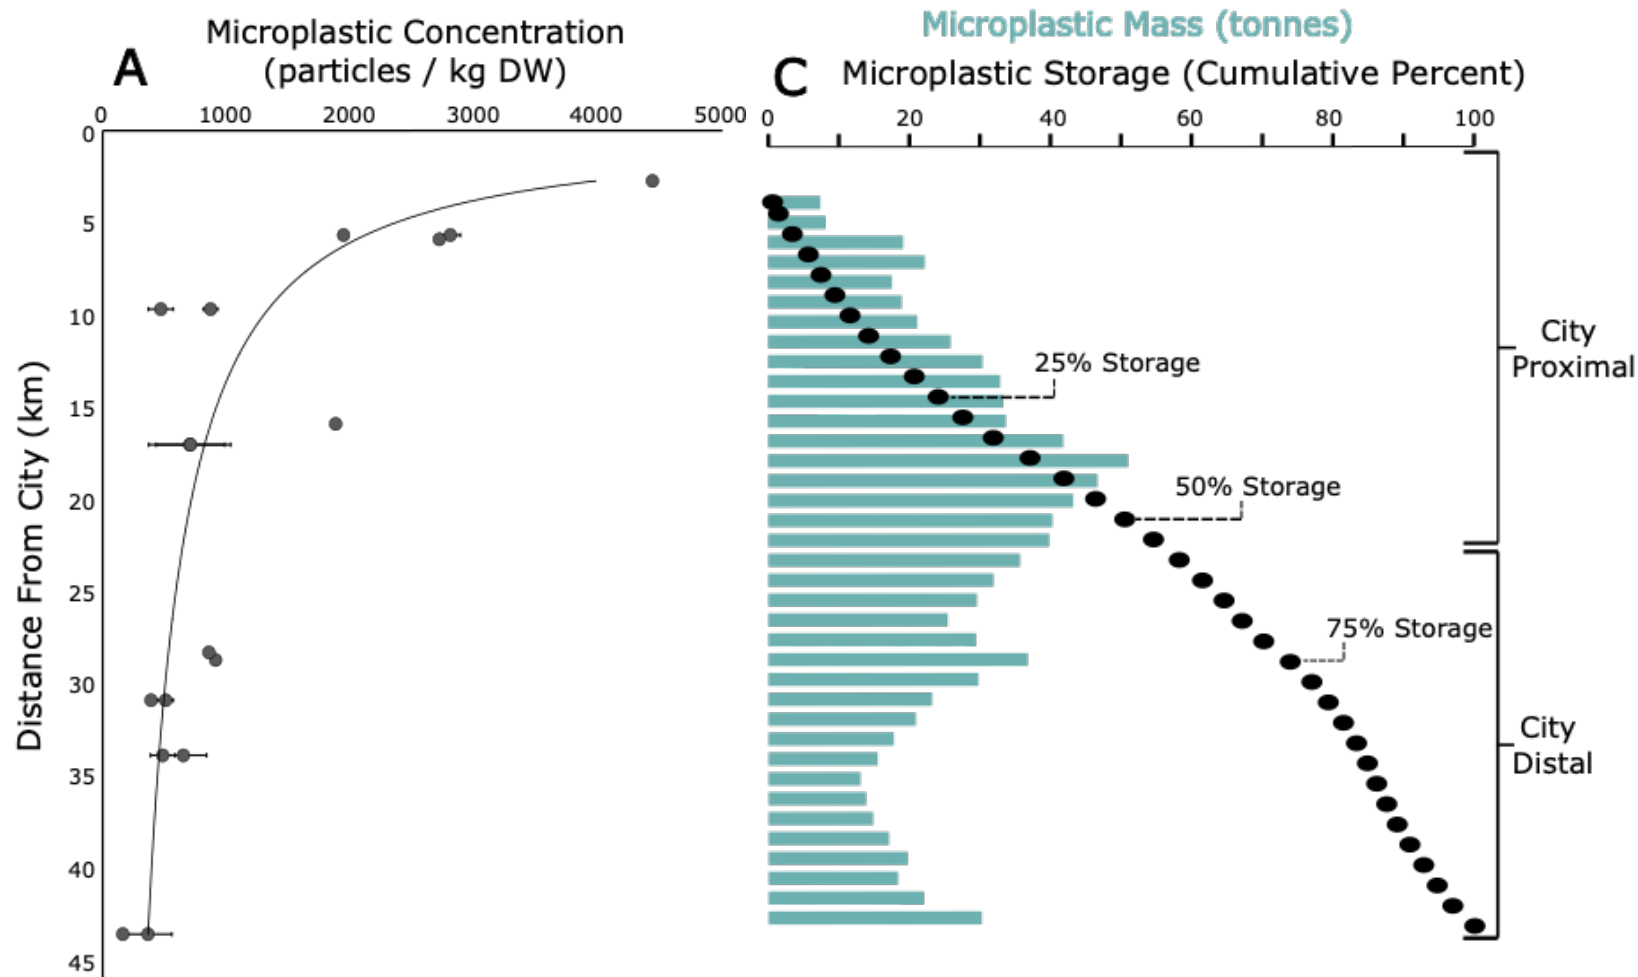 Microplastic Concentration
(particles / kg DW)
A
0 1000 2000 3000 4000 5000
0
5
10
15
20
25
30
35
40
45
Distance From City (km)
Microplastic Mass (tonnes)
C Microplastic Storage (Cumulative Percent)
0 20 40 60 80 100
25% Storage
50% Storage
75% Storage
City
Proximal
City
Distal